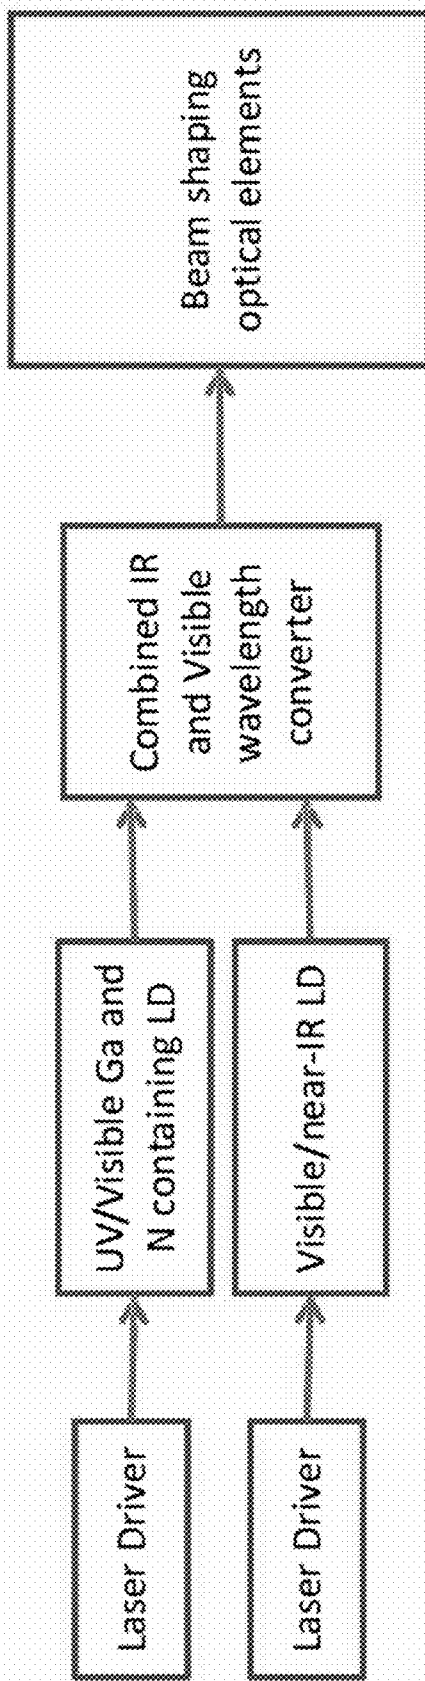 Laser Driver
Laser Driver
UV/Visible Ga and
N containing LD
Visible/near-IR LD
Combined IR
and Visible
wavelength
converter
Beam shaping
optical elements